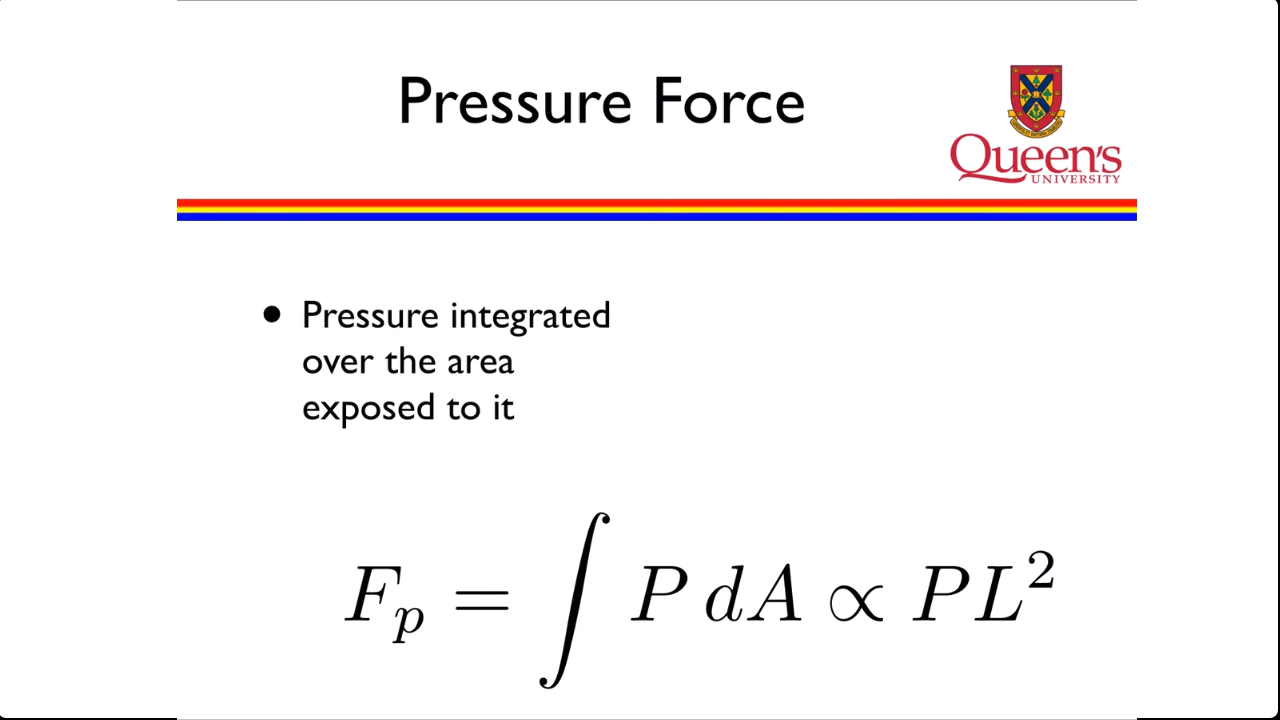 Pressure Force
Queen's
UNIVERSITY
• Pressure integrated
over the area
exposed to it
F_p = ∫ P dA ∝ PL²